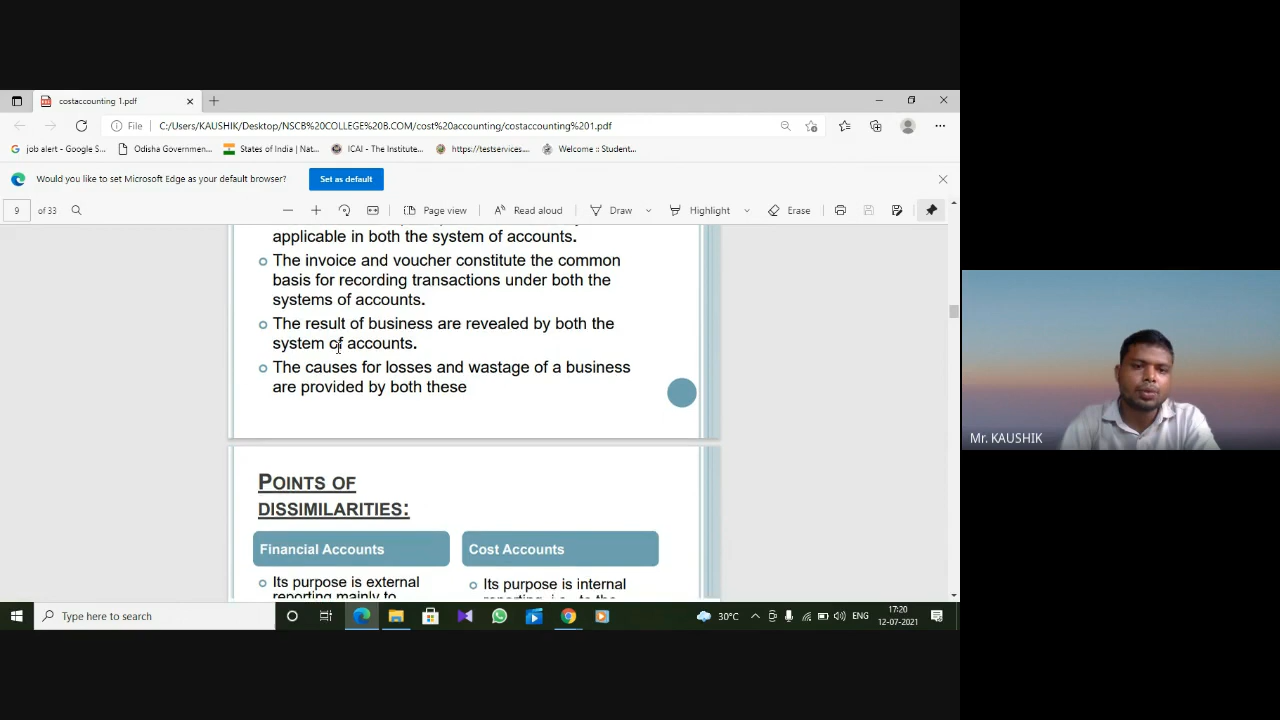 costaccounting 1.pdf
File
C:/Users/KAUSHIK/Desktop/NSCB%20COLLEGE%20B.COM/cost%20accounting/costaccounting%201.pdf
job alert - Google S...
Odisha Governmen...
States of India | Nat...
ICAI - The Institute...
https://testservices....
Welcome :: Student...
Would you like to set Microsoft Edge as your default browser?
Set as default
9 of 33
Page view
Read aloud
Draw
Highlight
Erase
applicable in both the system of accounts.
The invoice and voucher constitute the common
basis for recording transactions under both the
systems of accounts.
The result of business are revealed by both the
system of accounts.
The causes for losses and wastage of a business
are provided by both these
POINTS OF
DISSIMILARITIES:
Financial Accounts
Cost Accounts
Its purpose is external
reporting mainly to
Its purpose is internal
reporting, i.e., to the
Mr. KAUSHIK
Type here to search
30°C
ENG
17:20
12-07-2021